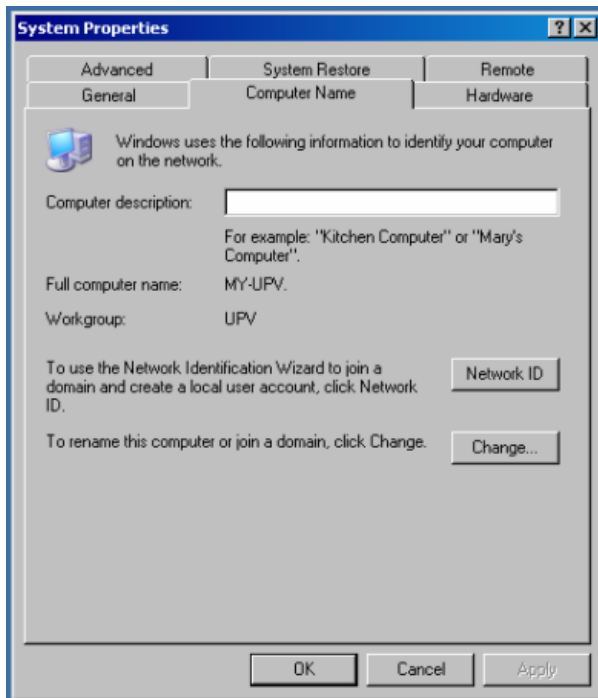 System Properties
Advanced System Restore Remote
General Computer Name Hardware
Windows uses the following information to identify your computer
on the network.
Computer description:
For example: "Kitchen Computer" or "Mary's
Computer".
Full computer name: MY-UPV.
Workgroup: UPV
To use the Network Identification Wizard to join a
domain and create a local user account, click Network
ID.
Network ID
To rename this computer or join a domain, click Change.
Change...
OK Cancel Apply